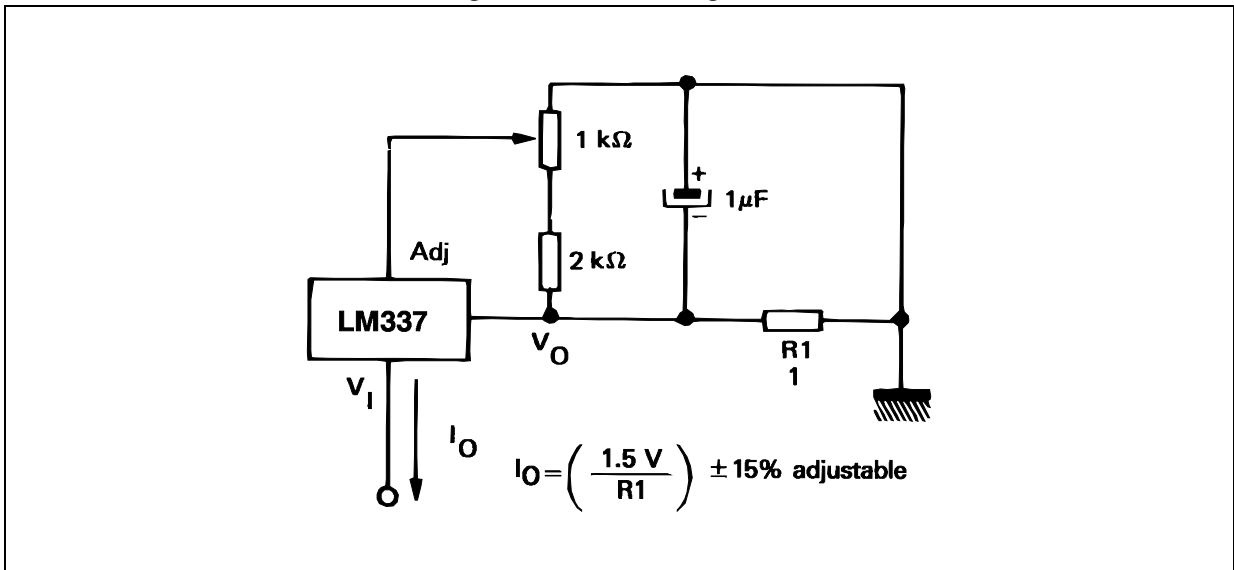 1 kΩ
+
1μF
−
Adj
2 kΩ
LM337
VO
R1
1
VI
IO
IO=(1.5 V/R1) ±15% adjustable